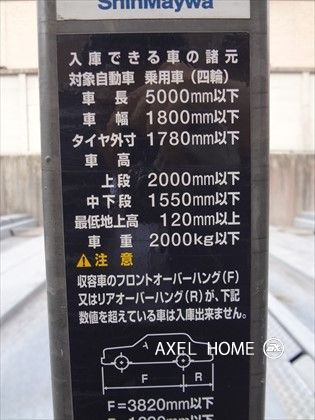 ShinMaywa
入庫できる車の諸元
対象自動車 乗用車(四輪)
車長 5000mm以下
車幅 1800mm以下
タイヤ外寸 1780mm以下
車高
上段 2000mm以下
中下段 1550mm以下
最低地上高 120mm以上
車重 2000kg以下
注意
収容車のフロントオーバーハング(F)
又はリアオーバーハング(R)が、下記
数値を超えている車は入庫出来ません。
AXEL HOME
F R
F=3820mm以下